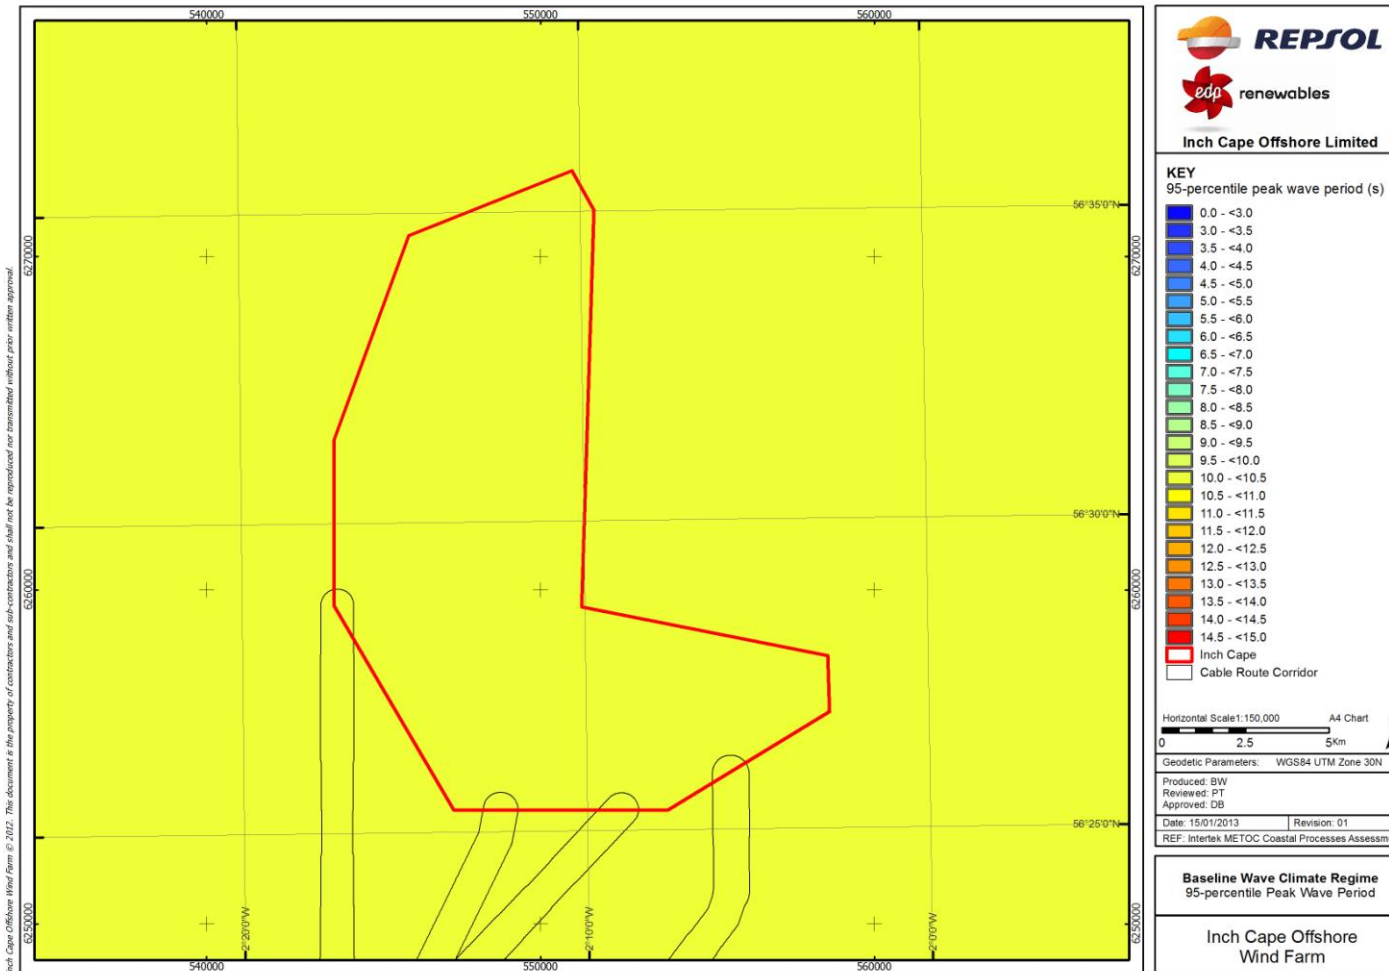 540000
550000
560000
56°35'0"N
6270000
6270000
56°30'0"N
6260000
6260000
56°25'0"N
6250000
6250000
2°20'0"W
2°10'0"W
2°0'0"W
540000
550000
560000
Inch Cape Offshore Wind Farm © 2012. This document is the property of contractors and sub-contractors and shall not be reproduced nor transmitted without prior written approval.
REPSOL
edp renewables
Inch Cape Offshore Limited
KEY
95-percentile peak wave period (s)
0.0 - <3.0
3.0 - <3.5
3.5 - <4.0
4.0 - <4.5
4.5 - <5.0
5.0 - <5.5
5.5 - <6.0
6.0 - <6.5
6.5 - <7.0
7.0 - <7.5
7.5 - <8.0
8.0 - <8.5
8.5 - <9.0
9.0 - <9.5
9.5 - <10.0
10.0 - <10.5
10.5 - <11.0
11.0 - <11.5
11.5 - <12.0
12.0 - <12.5
12.5 - <13.0
13.0 - <13.5
13.5 - <14.0
14.0 - <14.5
14.5 - <15.0
Inch Cape
Cable Route Corridor
Horizontal Scale1:150,000 A4 Chart
0 2.5 5Km
Geodetic Parameters: WGS84 UTM Zone 30N
Produced: BW
Reviewed: PT
Approved: DB
Date: 15/01/2013 Revision: 01
REF: Intertek METOC Coastal Processes Assessm
Baseline Wave Climate Regime
95-percentile Peak Wave Period
Inch Cape Offshore
Wind Farm